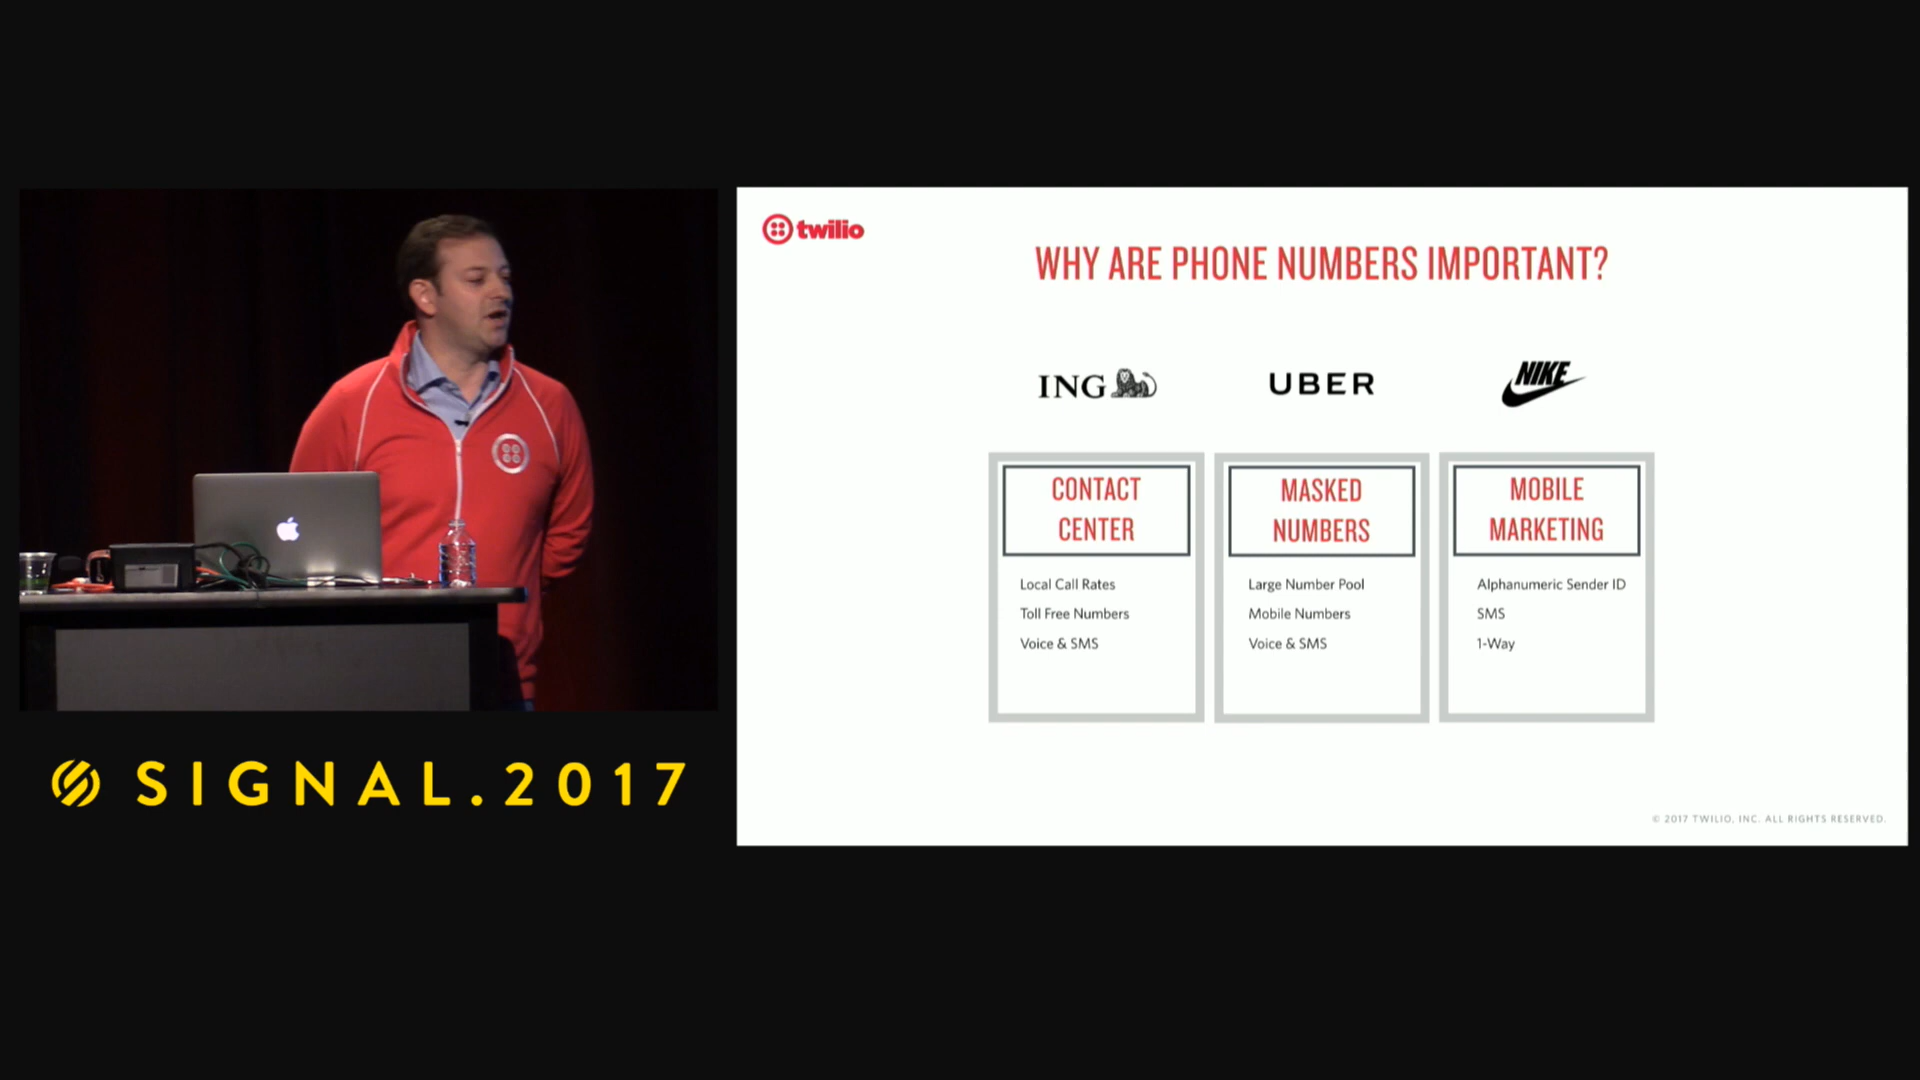 twilio
WHY ARE PHONE NUMBERS IMPORTANT?
ING
UBER
NIKE
CONTACT
CENTER
Local Call Rates
Toll Free Numbers
Voice & SMS
MASKED
NUMBERS
Large Number Pool
Mobile Numbers
Voice & SMS
MOBILE
MARKETING
Alphanumeric Sender ID
SMS
1-Way
SIGNAL.2017
© 2017 TWILIO, INC. ALL RIGHTS RESERVED.